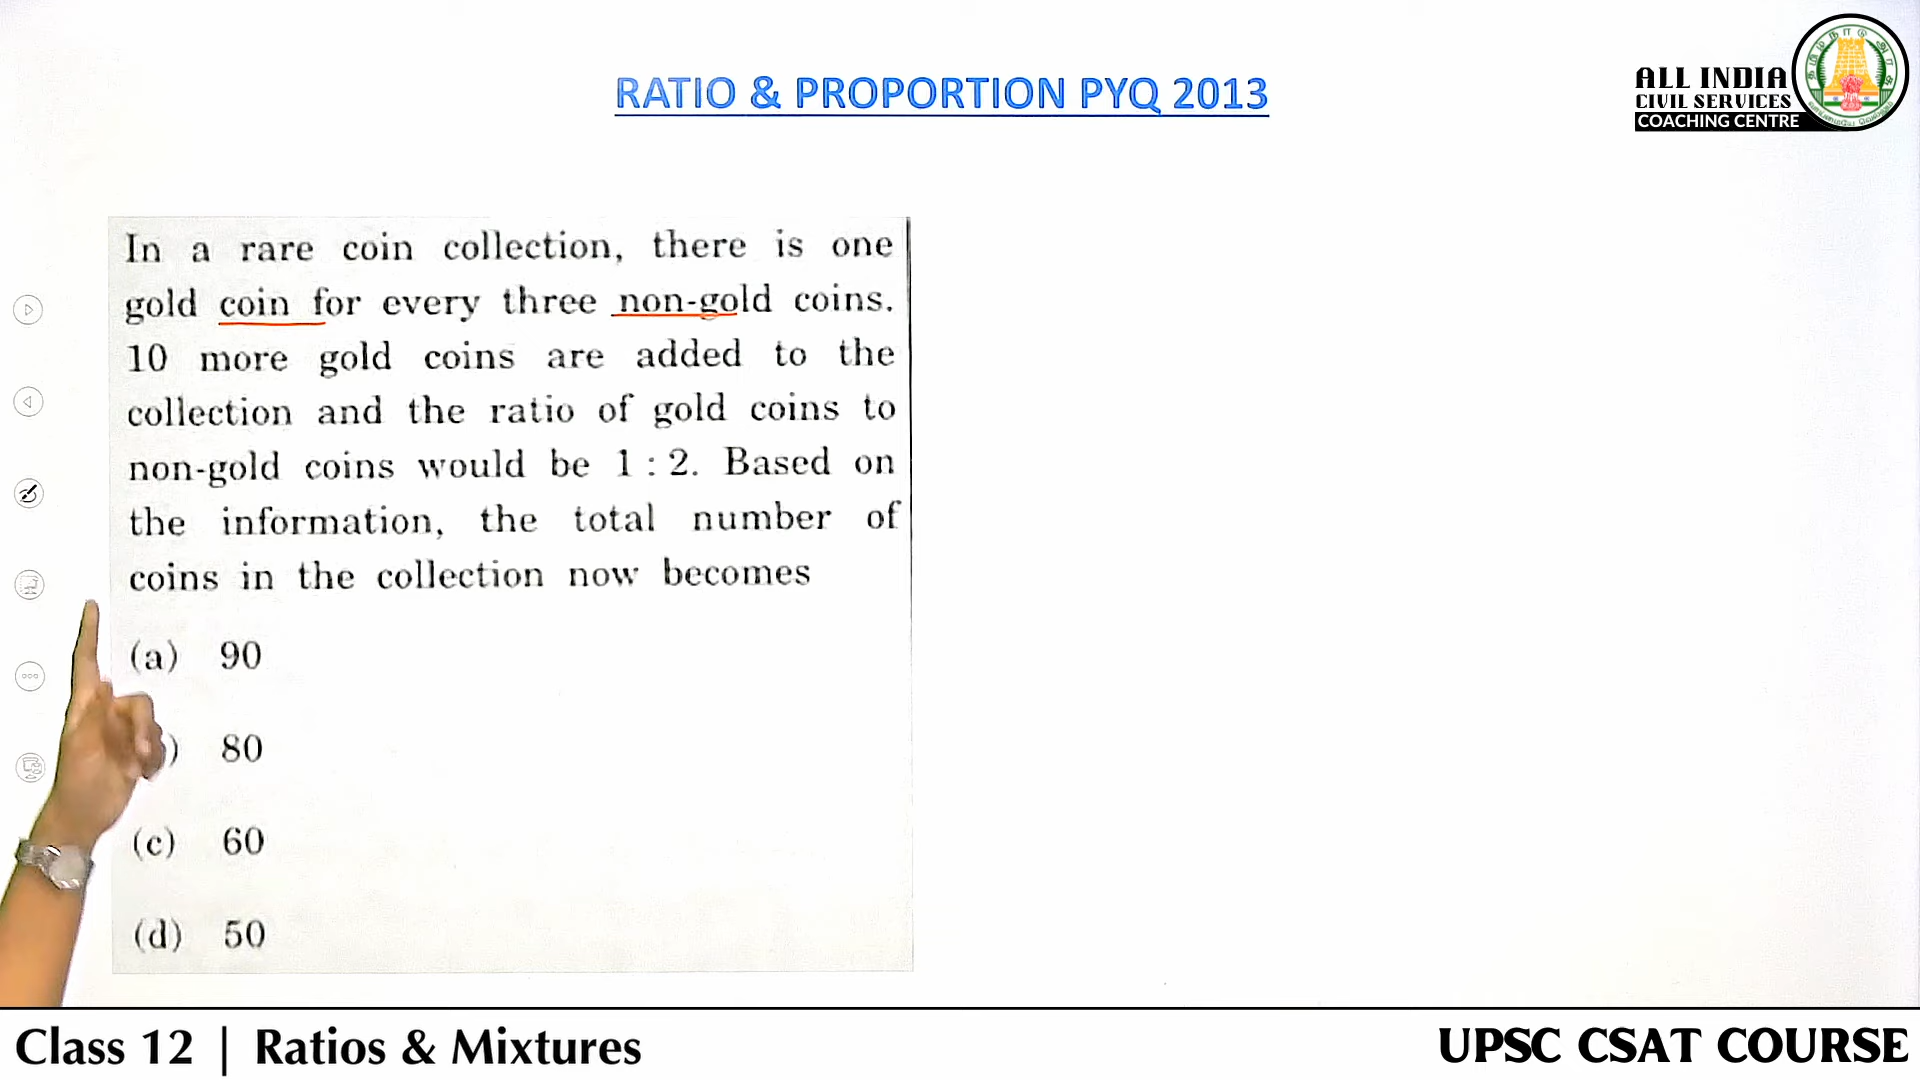 RATIO & PROPORTION PYQ 2013
ALL INDIA
CIVIL SERVICES
COACHING CENTRE
In a rare coin collection, there is one
gold coin for every three non-gold coins.
10 more gold coins are added to the
collection and the ratio of gold coins to
non-gold coins would be 1 : 2. Based on
the information, the total number of
coins in the collection now becomes
(a) 90
) 80
(c) 60
(d) 50
Class 12 | Ratios & Mixtures
UPSC CSAT COURSE